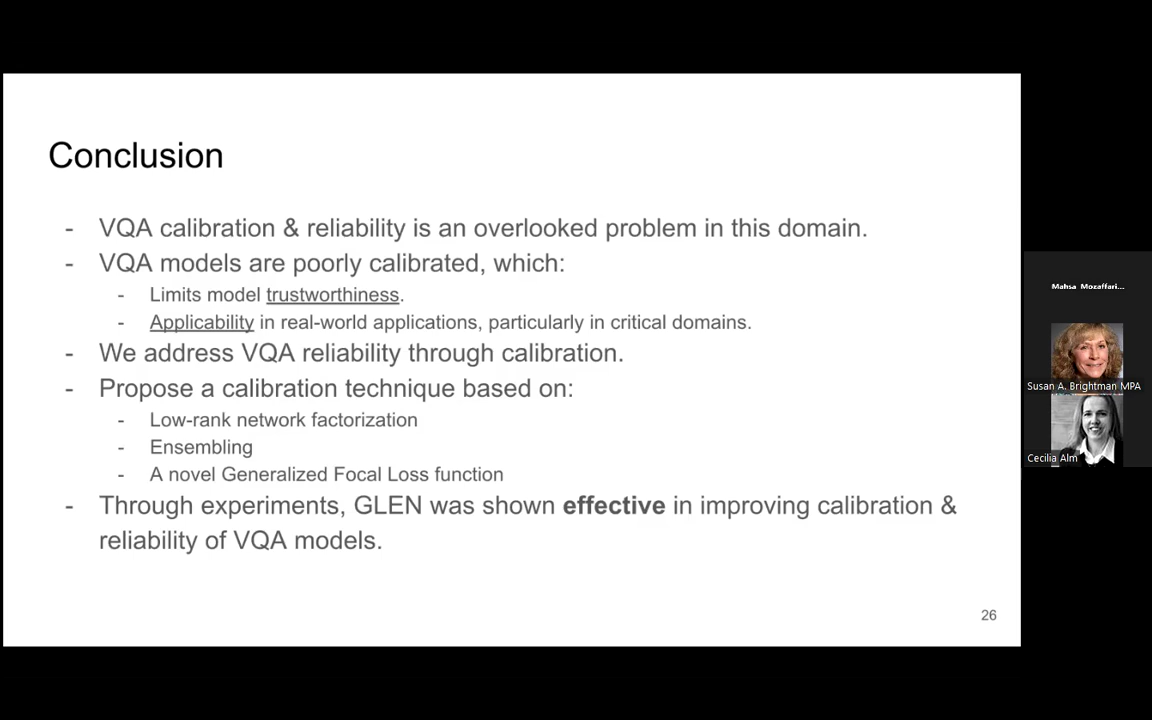 Conclusion
- VQA calibration & reliability is an overlooked problem in this domain.
- VQA models are poorly calibrated, which:
- Limits model trustworthiness.
- Applicability in real-world applications, particularly in critical domains.
- We address VQA reliability through calibration.
- Propose a calibration technique based on:
- Low-rank network factorization
- Ensembling
- A novel Generalized Focal Loss function
- Through experiments, GLEN was shown effective in improving calibration &
reliability of VQA models.
26
Mahsa Mozaffari...
Susan A. Brightman MPA
Cecilia Alm